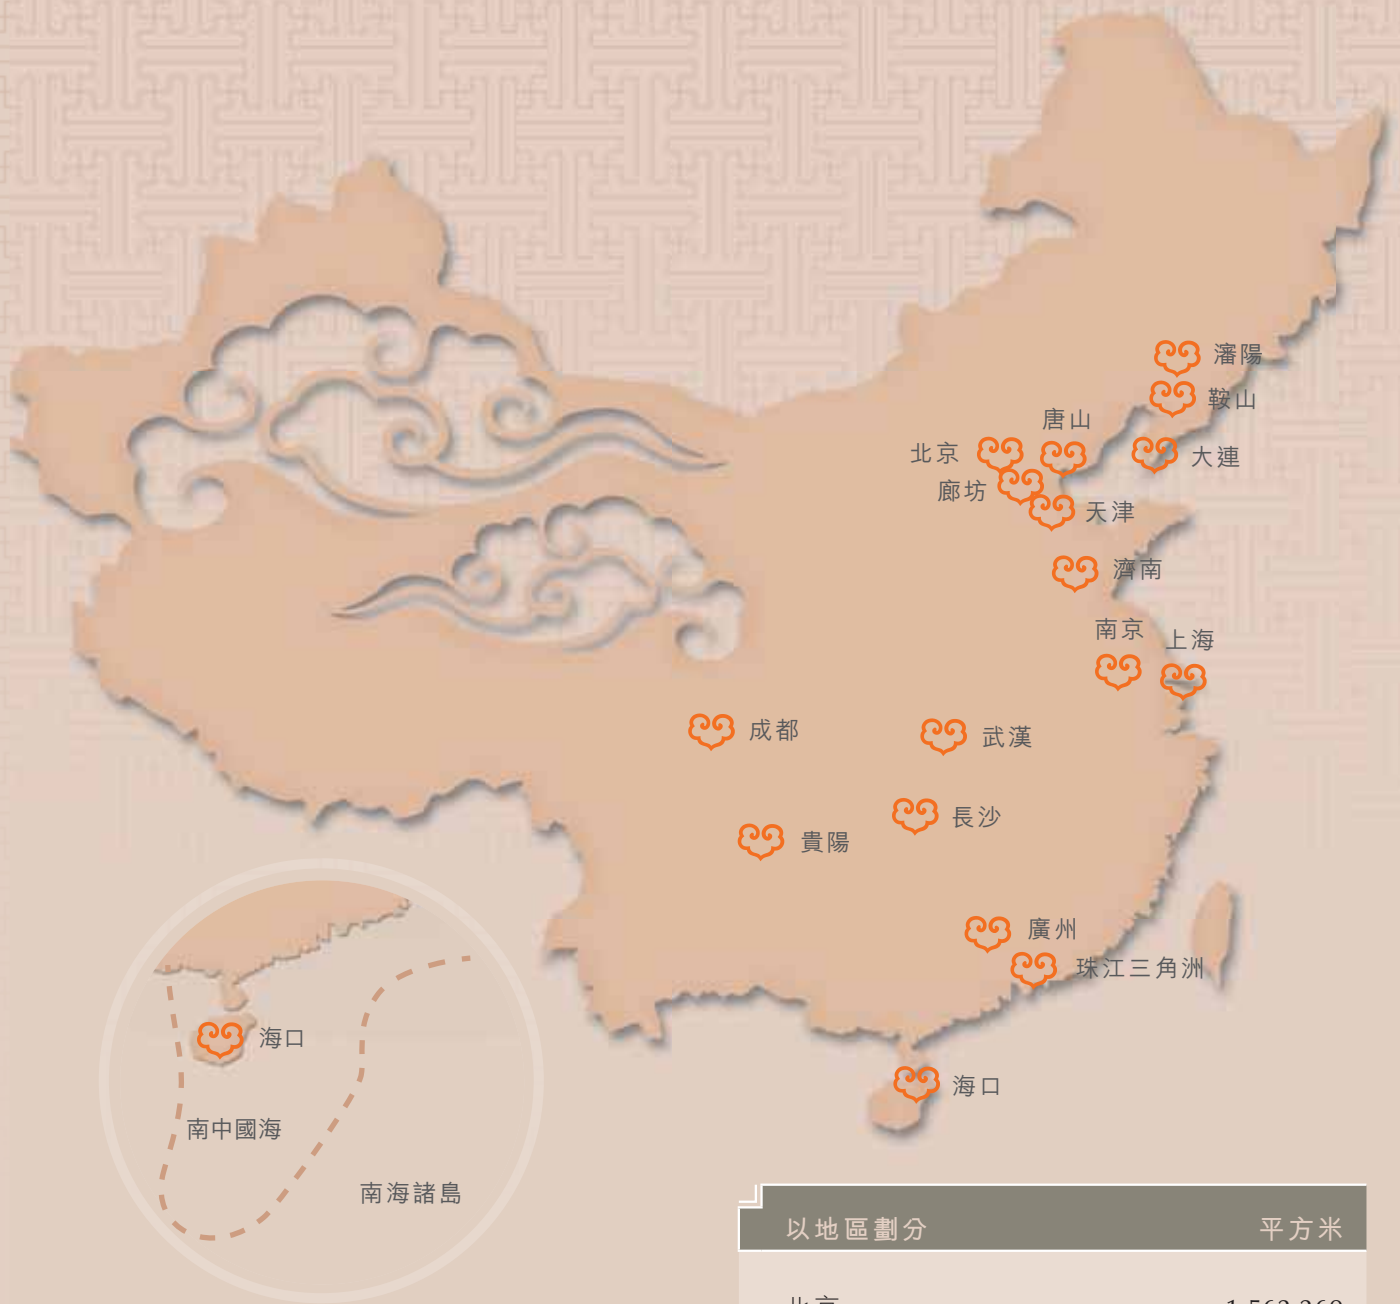 瀋陽
鞍山
唐山
北京
大連
廊坊
天津
濟南
南京
上海
成都
武漢
長沙
貴陽
廣州
珠江三角洲
海口
海口
南中國海
南海諸島
以地區劃分 平方米
北京